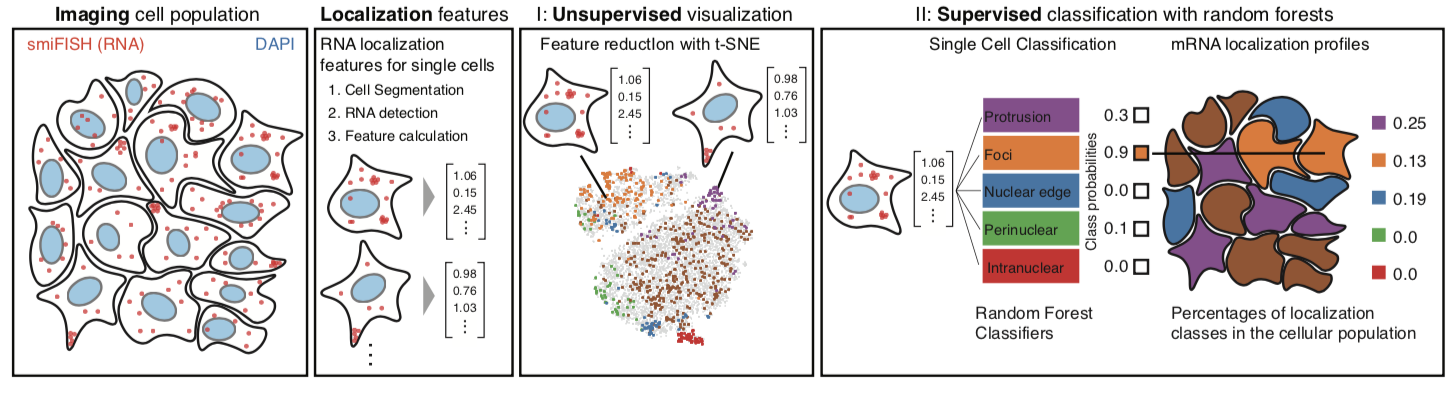 Imaging cell population
smiFISH (RNA)
DAPI
Localization features
RNA localization
features for single cells
1. Cell Segmentation
2. RNA detection
3. Feature calculation
1.06
0.15
2.45
⋮
0.98
0.76
1.03
⋮
⋮
I: Unsupervised visualization
Feature reduction with t-SNE
1.06
0.15
2.45
⋮
0.98
0.76
1.03
⋮
II: Supervised classification with random forests
Single Cell Classification
1.06
0.15
2.45
⋮
Protrusion
Foci
Nuclear edge
Perinuclear
Intranuclear
Random Forest
Classifiers
Class probabilities
0.3
0.9
0.0
0.1
0.0
mRNA localization profiles
0.25
0.13
0.19
0.0
0.0
Percentages of localization
classes in the cellular population